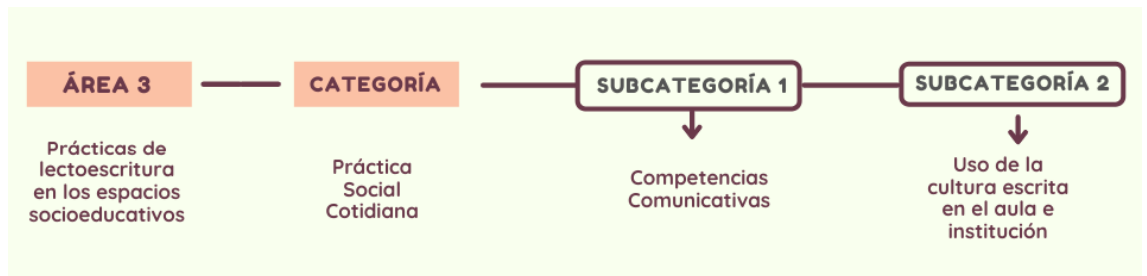 ÁREA 3
CATEGORÍA
SUBCATEGORÍA 1
SUBCATEGORÍA 2
Prácticas de
lectoescritura
en los espacios
socioeducativos
Práctica
Social
Cotidiana
Competencias
Comunicativas
Uso de la
cultura escrita
en el aula e
institución